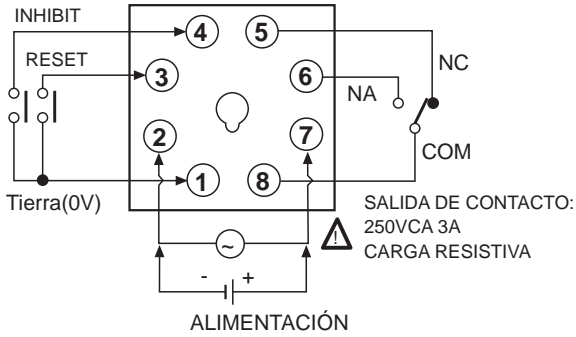 INHIBIT
RESET
4
5
3
6
2
7
1
8
NC
NA
COM
Tierra(0V)
SALIDA DE CONTACTO:
250VCA 3A
CARGA RESISTIVA
!
~
- +
ALIMENTACIÓN